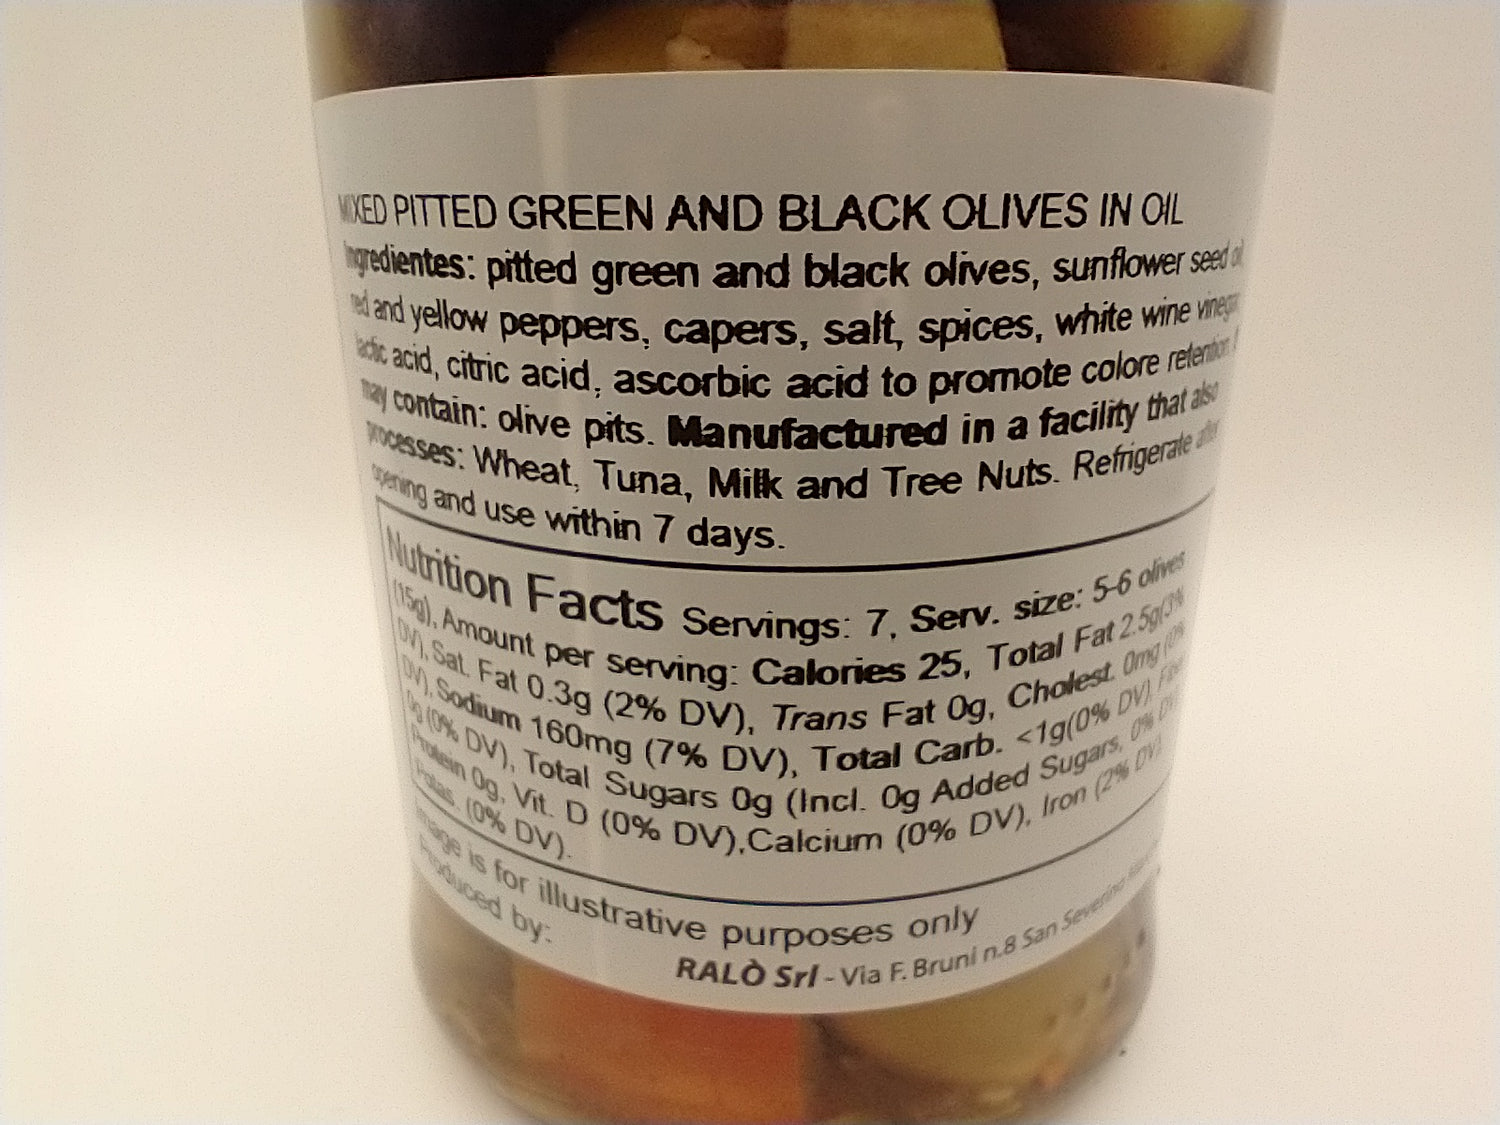 MIXED PITTED GREEN AND BLACK OLIVES IN OIL
Ingredientes: pitted green and black olives, sunflower seed oil,
red and yellow peppers, capers, salt, spices, white wine vinegar,
lactic acid, citric acid, ascorbic acid to promote colore retention.
may contain: olive pits. Manufactured in a facility that also
processes: Wheat, Tuna, Milk and Tree Nuts. Refrigerate after
opening and use within 7 days.
Nutrition Facts Servings: 7, Serv. size: 5-6 olives
(15g), Amount per serving: Calories 25, Total Fat 2.5g(3%
DV), Sat. Fat 0.3g (2% DV), Trans Fat 0g, Cholest. 0mg (0%
DV), Sodium 160mg (7% DV), Total Carb. <1g(0% DV), Fiber
0g (0% DV), Total Sugars 0g (Incl. 0g Added Sugars, 0% DV),
Protein 0g, Vit. D (0% DV),Calcium (0% DV), Iron (2% DV),
Potas. (0% DV).
Image is for illustrative purposes only
Produced by:
RALÒ Srl - Via F. Bruni n.8 San Severino